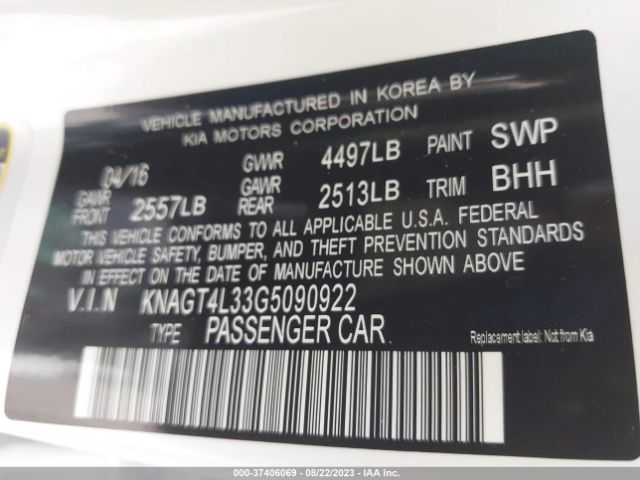 VEHICLE MANUFACTURED IN KOREA BY
KIA MOTORS CORPORATION
04/16 GVWR 4497LB PAINT SWP
GAWR FRONT 2557LB GAWR REAR 2513LB TRIM BHH
THIS VEHICLE CONFORMS TO ALL APPLICABLE U.S.A. FEDERAL
MOTOR VEHICLE SAFETY, BUMPER, AND THEFT PREVENTION STANDARDS
IN EFFECT ON THE DATE OF MANUFACTURE SHOWN ABOVE
V.I.N KNAGT4L33G5090922
TYPE PASSENGER CAR
Replacement label: Not from Kia
000-37406069 - 08/22/2023 - IAA Inc.